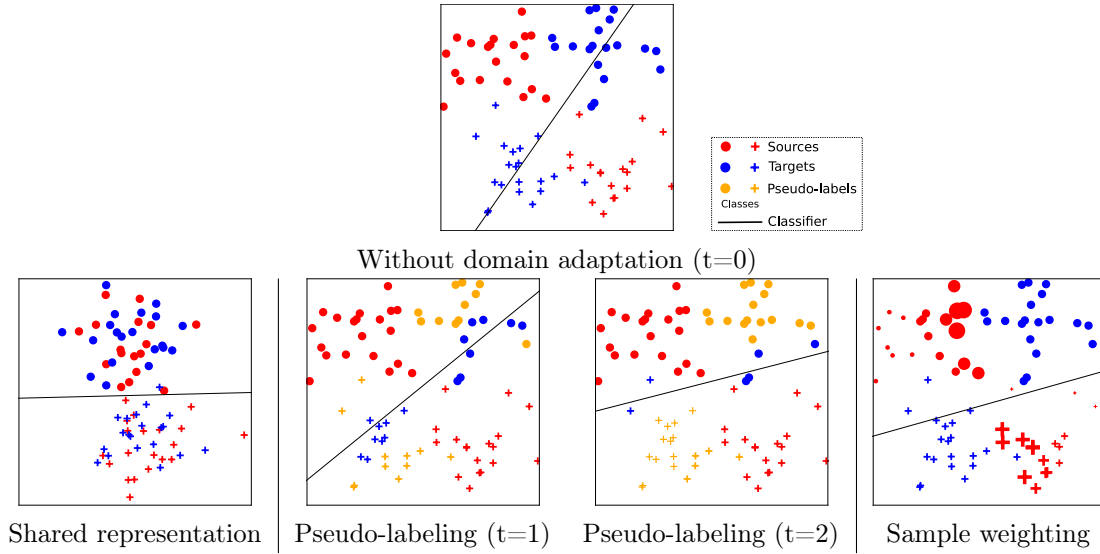 Sources
Targets
Pseudo-labels
Classes
Classifier
Without domain adaptation (t=0)
Shared representation
Pseudo-labeling (t=1)
Pseudo-labeling (t=2)
Sample weighting